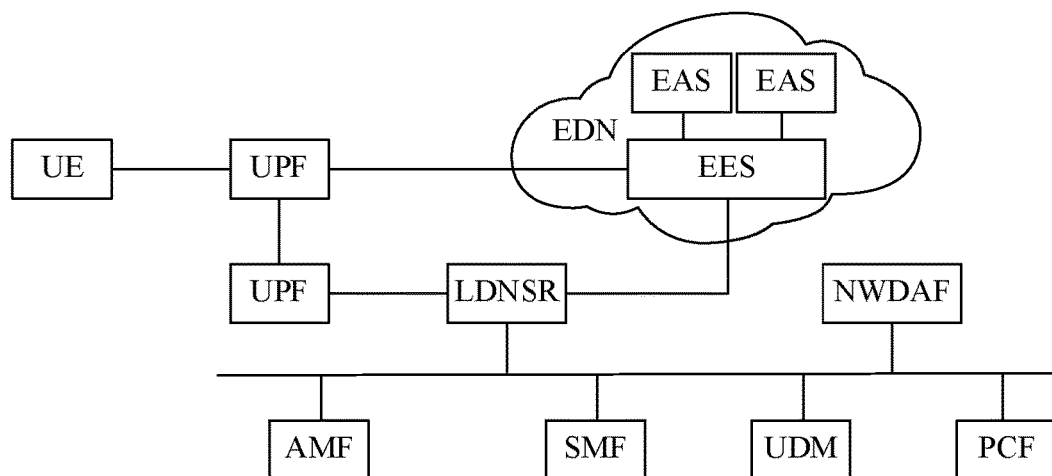 EAS EAS
EDN
UE UPF EES
UPF LDNSR NWDAF
AMF SMF UDM PCF